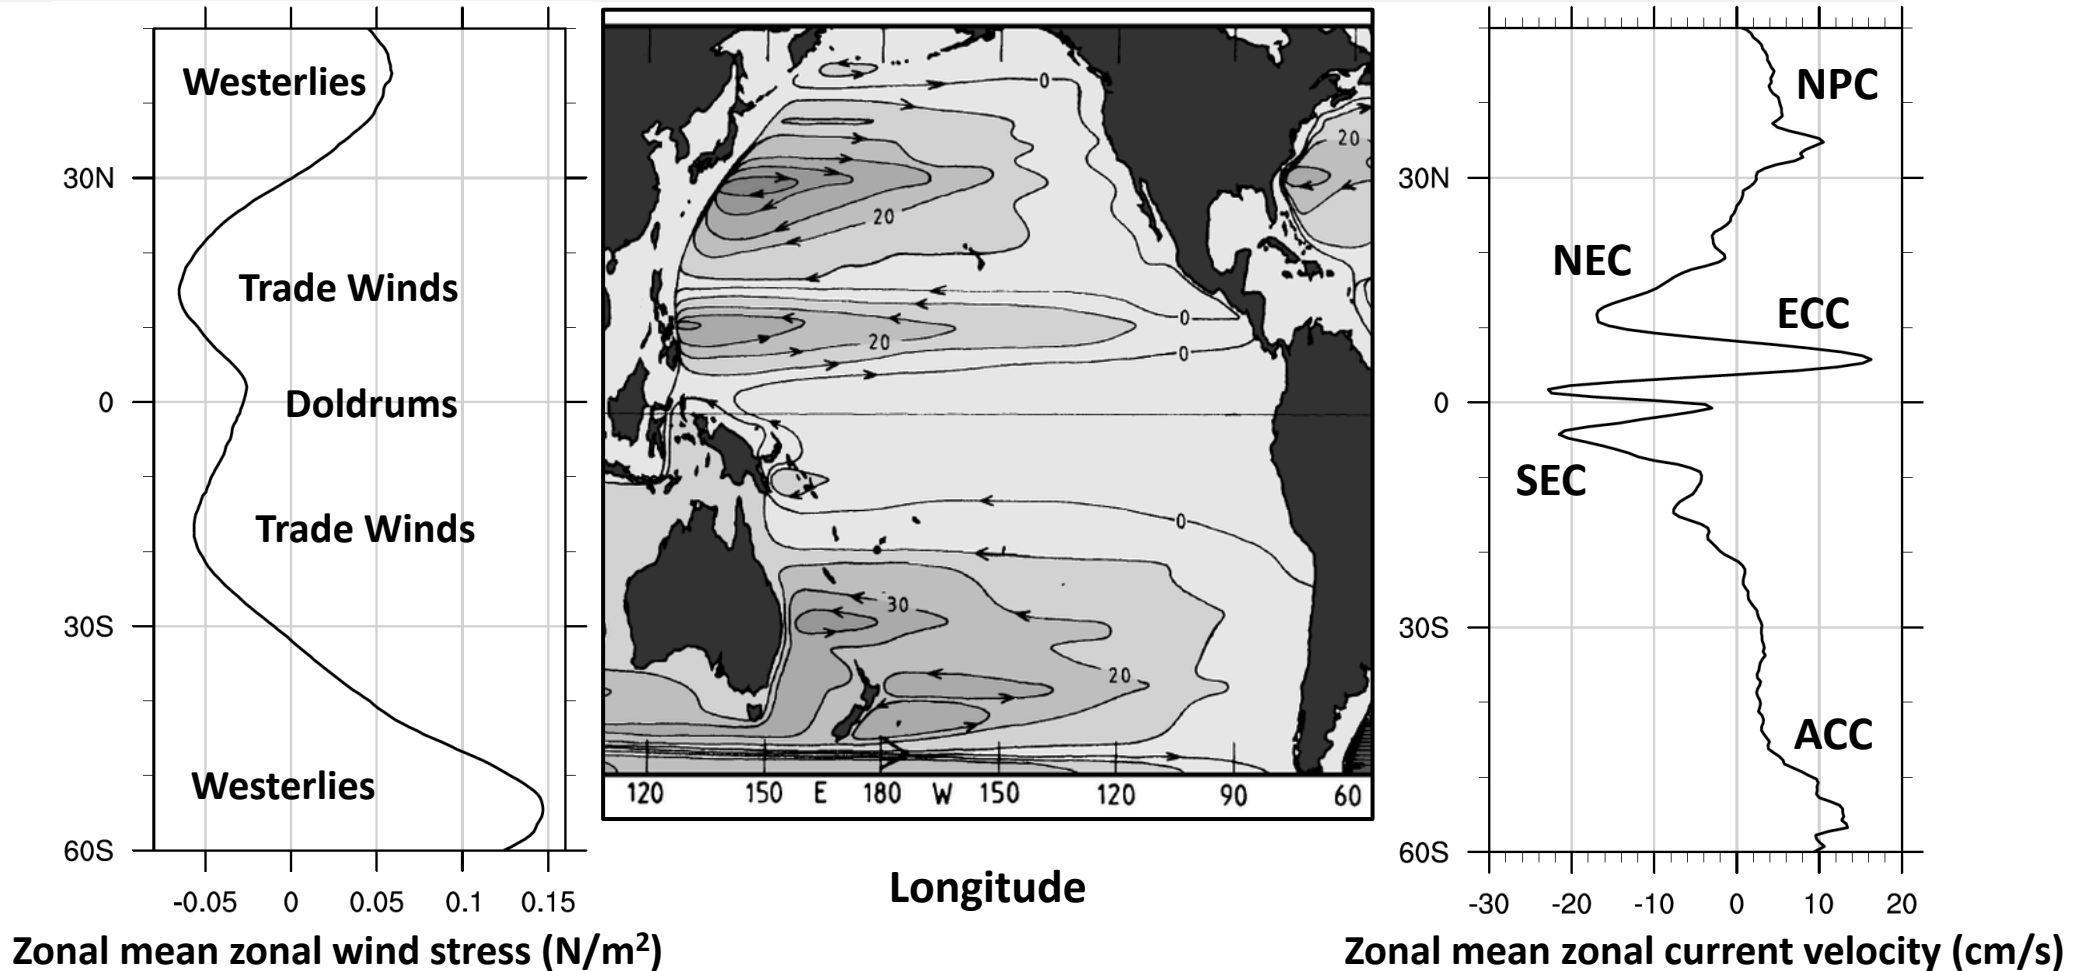 Westerlies
30N
Trade Winds
0
Doldrums
Trade Winds
30S
Westerlies
60S
-0.05 0 0.05 0.1 0.15
Zonal mean zonal wind stress (N/m²)
0
20
20
20
0
0
0
30
20
120 150 E 180 W 150 120 90 60
Longitude
NPC
30N
NEC
ECC
0
SEC
30S
ACC
60S
-30 -20 -10 0 10 20
Zonal mean zonal current velocity (cm/s)